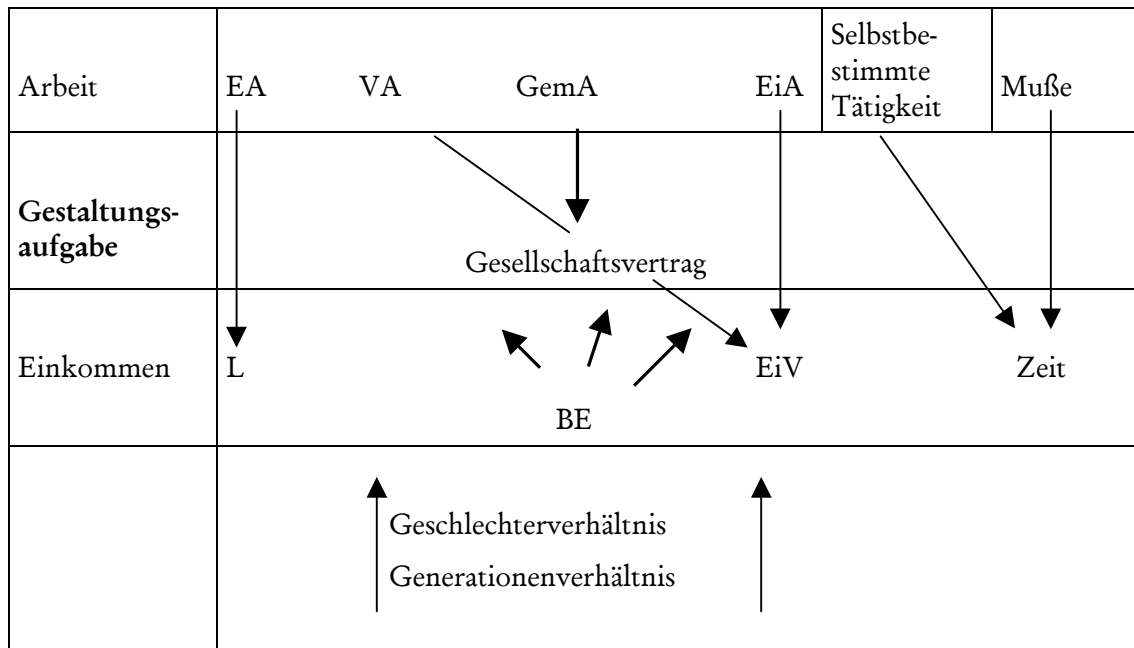 Selbstbe-
stimmte
Arbeit EA VA GemA EiA Tätigkeit Muße
Gestaltungs-
aufgabe
Gesellschaftsvertrag
Einkommen L EiV Zeit
BE
Geschlechterverhältnis
Generationenverhältnis